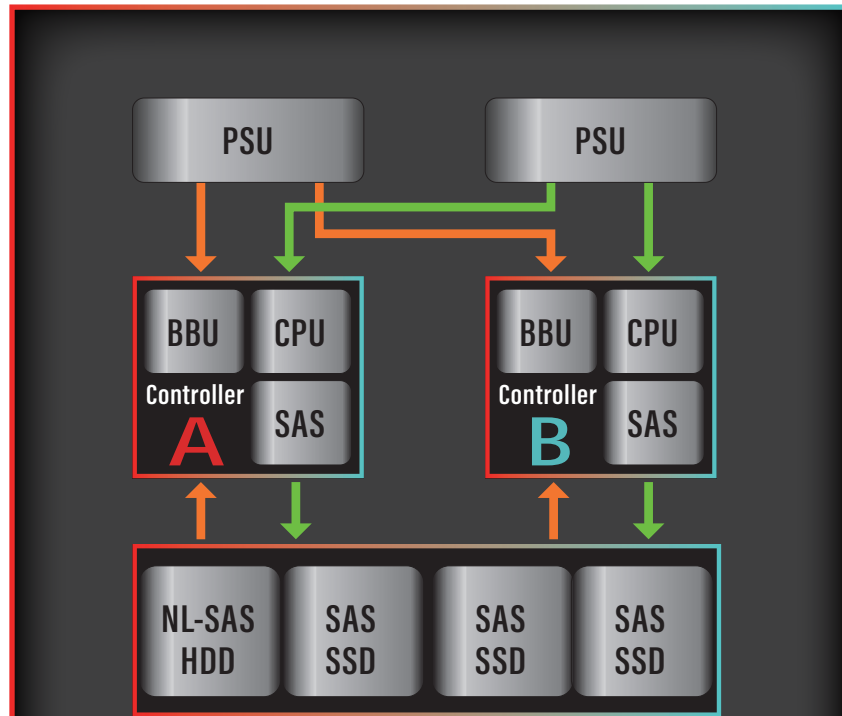 PSU
PSU
BBU
CPU
Controller
A
SAS
BBU
CPU
Controller
B
SAS
NL-SAS
HDD
SAS
SSD
SAS
SSD
SAS
SSD